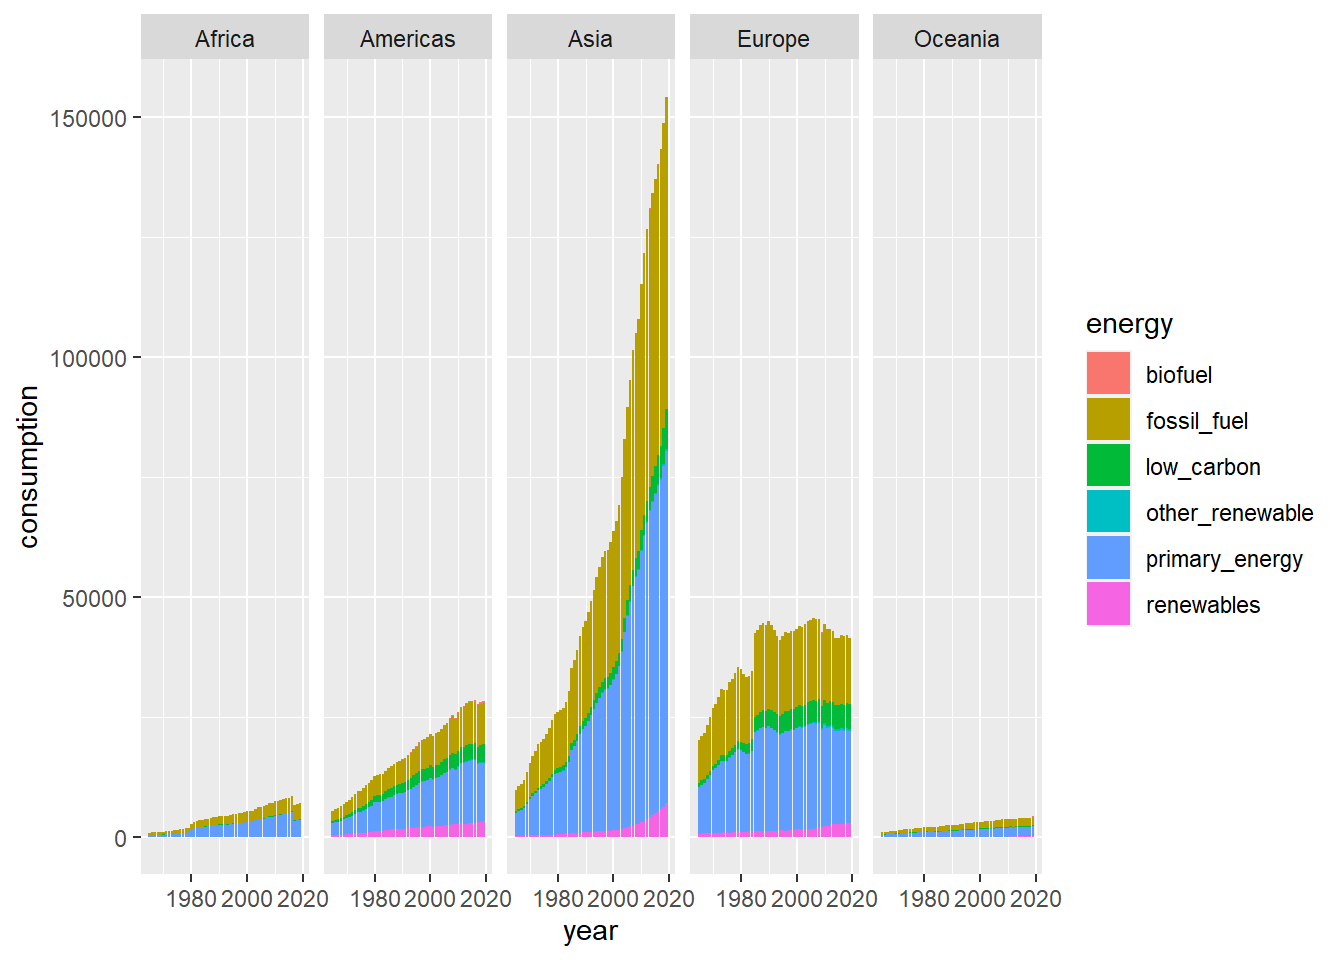 Africa Americas Asia Europe Oceania
150000
100000
50000
0
consumption
1980 2000 2020 1980 2000 2020 1980 2000 2020 1980 2000 2020 1980 2000 2020
year
energy
biofuel
fossil_fuel
low_carbon
other_renewable
primary_energy
renewables